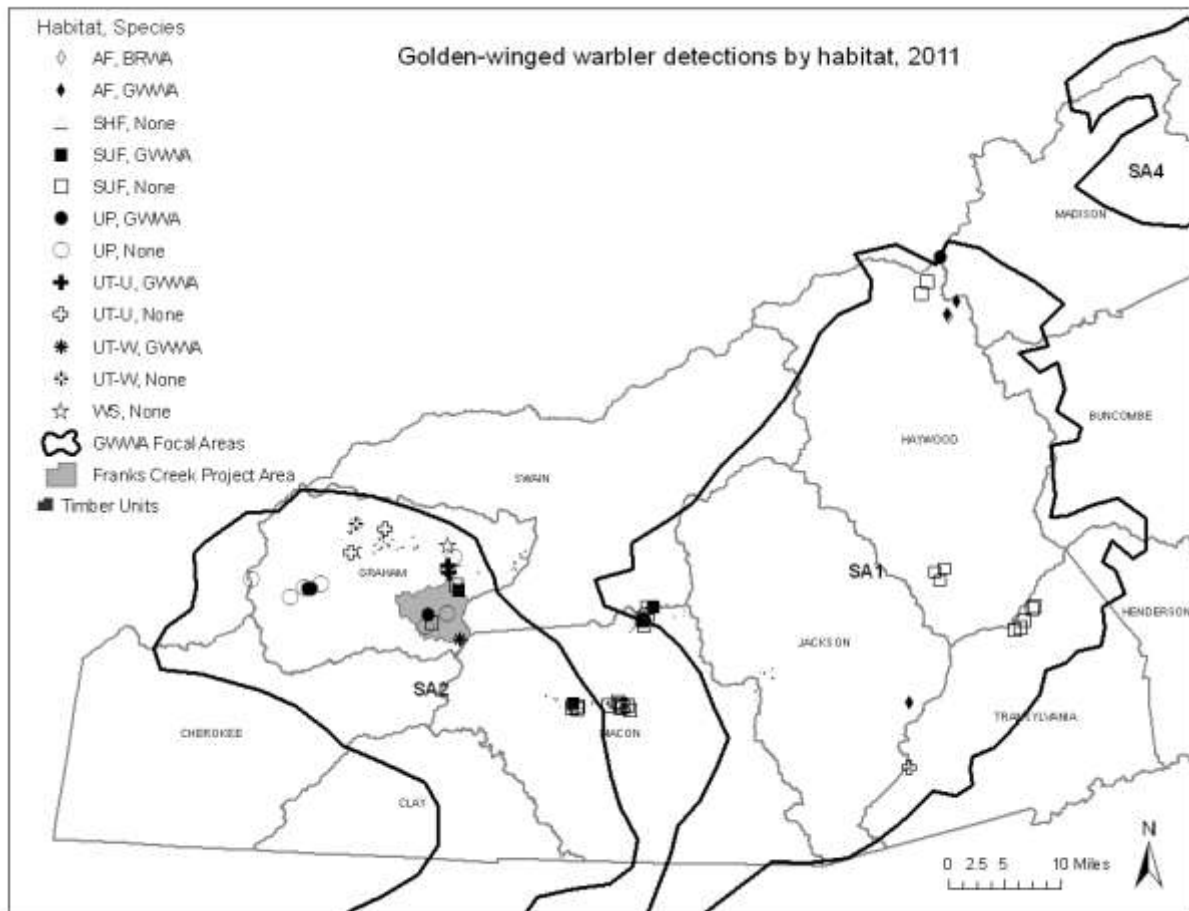 Habitat, Species
AF, BRWA
AF, GWWA
SHF, None
SUF, GWWA
SUF, None
UP, GWWA
UP, None
UT-U, GWWA
UT-U, None
UT-W, GWWA
UT-W, None
WS, None
GWWA Focal Areas
Franks Creek Project Area
Timber Units
Golden-winged warbler detections by habitat, 2011
SA4
MADISON
BUNCOMBE
HAYWOOD
SWAIN
GRAHAM
SA1
HENDERSON
JACKSON
SA2
TRANSYLVANIA
CHEROKEE
MACON
CLAY
N
0 2.5 5 10 Miles